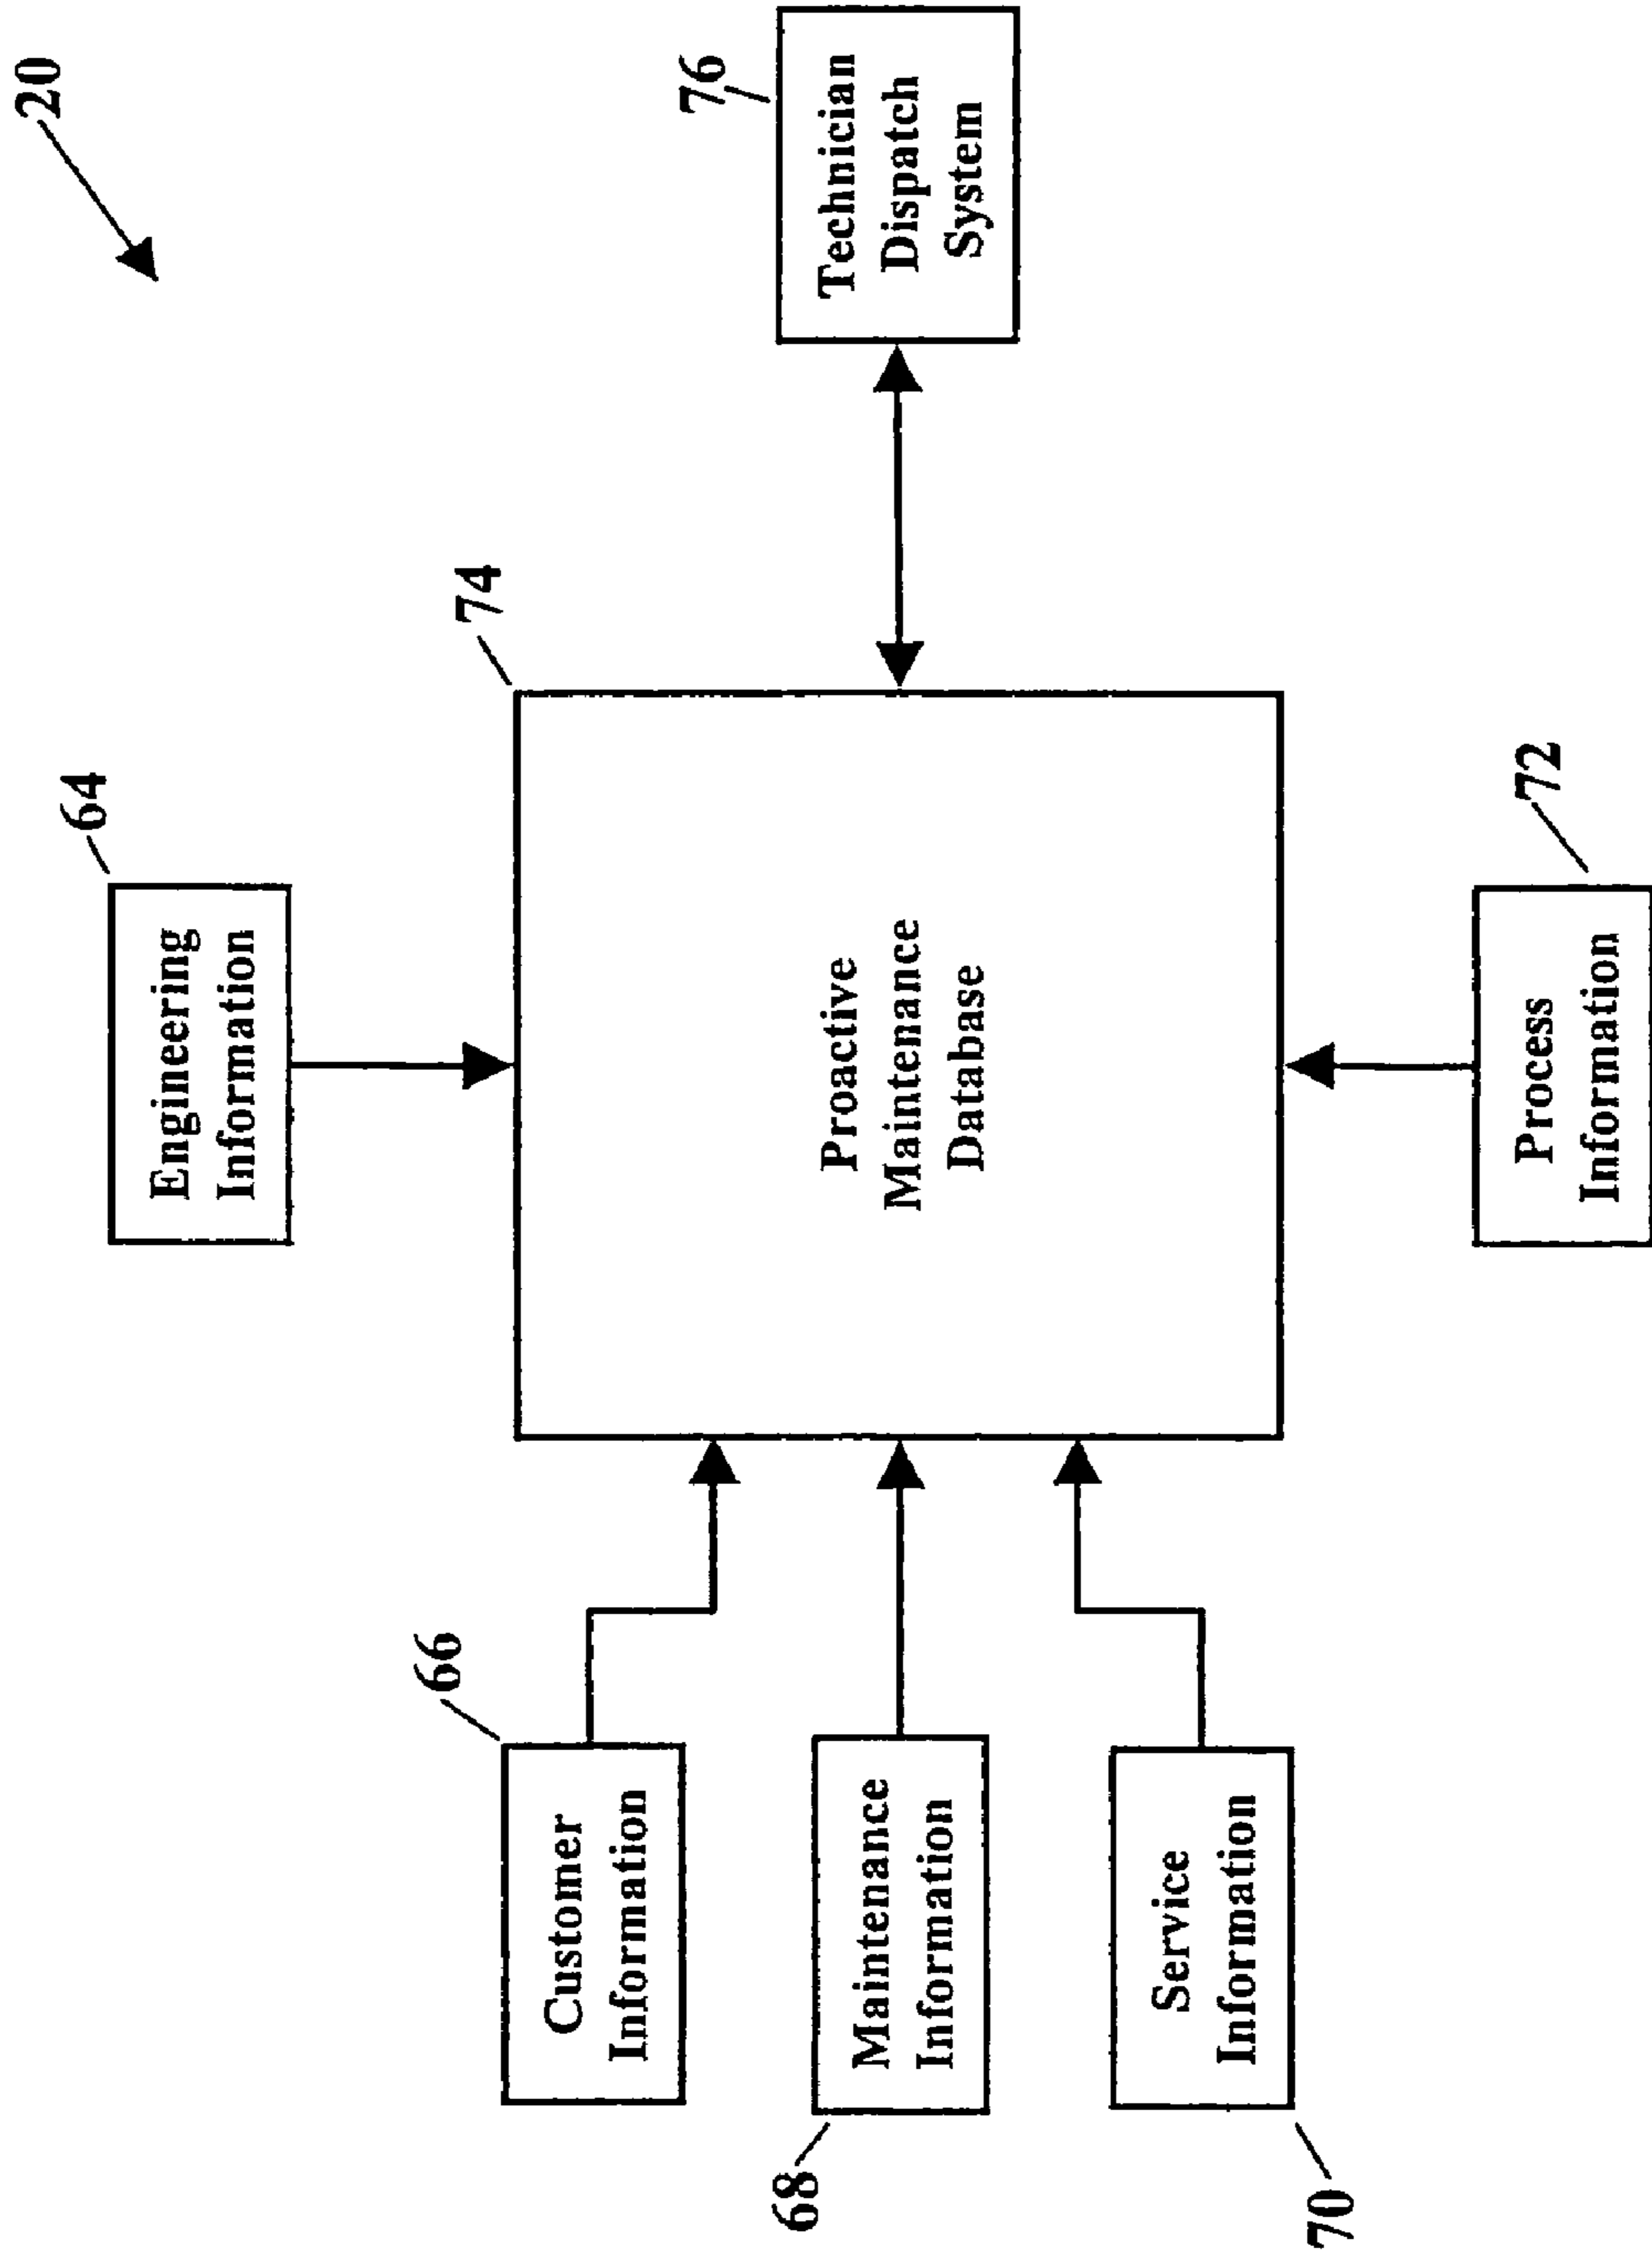 20
64
Engineering
Information
66
Customer
Information
74
Proactive
Maintenance
Database
76
Technician
Dispatch
System
68
Maintenance
Information
70
Service
Information
72
Process
Information